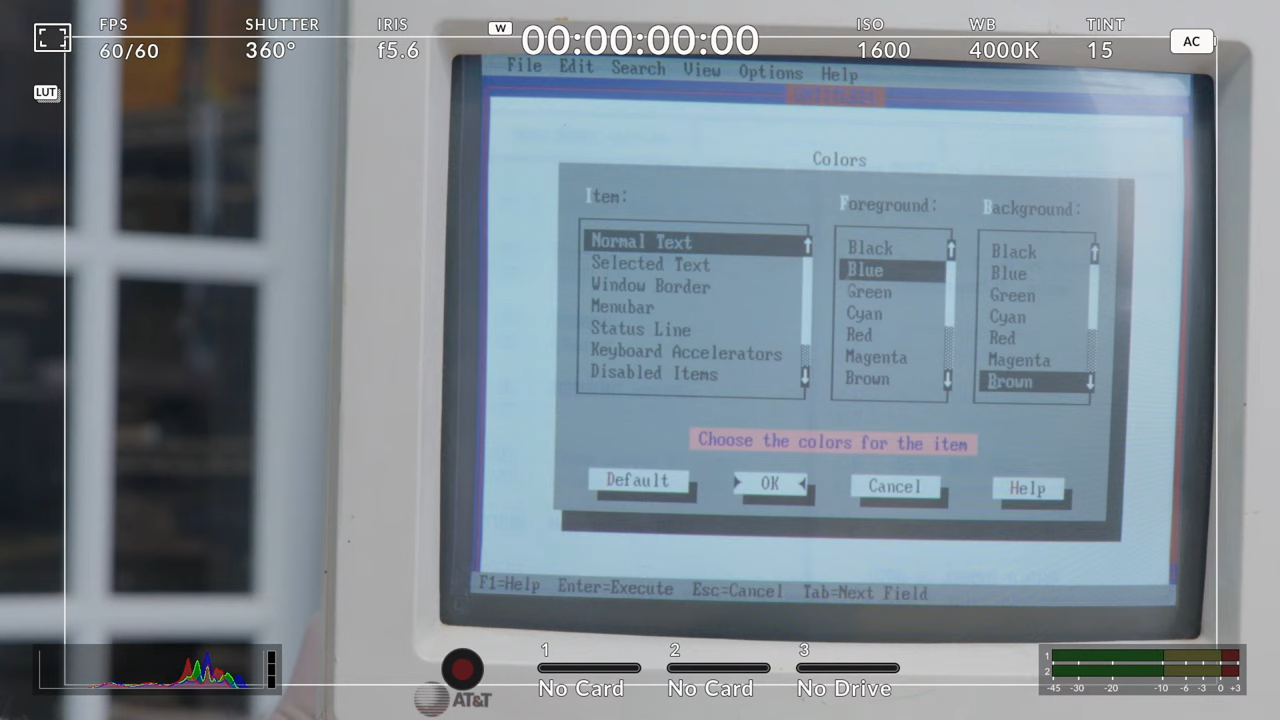 FPS SHUTTER IRIS W 00:00:00:00 ISO WB TINT AC
60/60 360° f5.6 1600 4000K 15
LUT
File Edit Search View Options Help
Colors
Item: Foreground: Background:
Normal Text Black Black
Selected Text Blue Blue
Window Border Green Green
Menubar Cyan Cyan
Status Line Red Red
Keyboard Accelerators Magenta Magenta
Disabled Items Brown Brown
Choose the colors for the item
Default OK Cancel Help
F1=Help Enter=Execute Esc=Cancel Tab=Next Field
1 2 3
No Card No Card No Drive
AT&T
1
2
-45 -30 -20 -10 -6 -3 0 +3